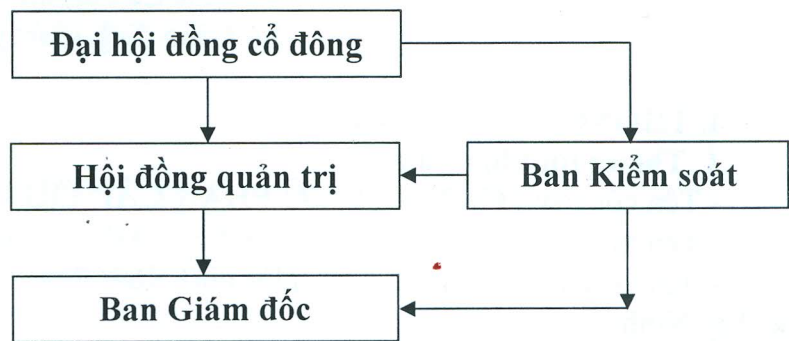 Đại hội đồng cổ đông
Hội đồng quản trị
Ban Kiểm soát
Ban Giám đốc